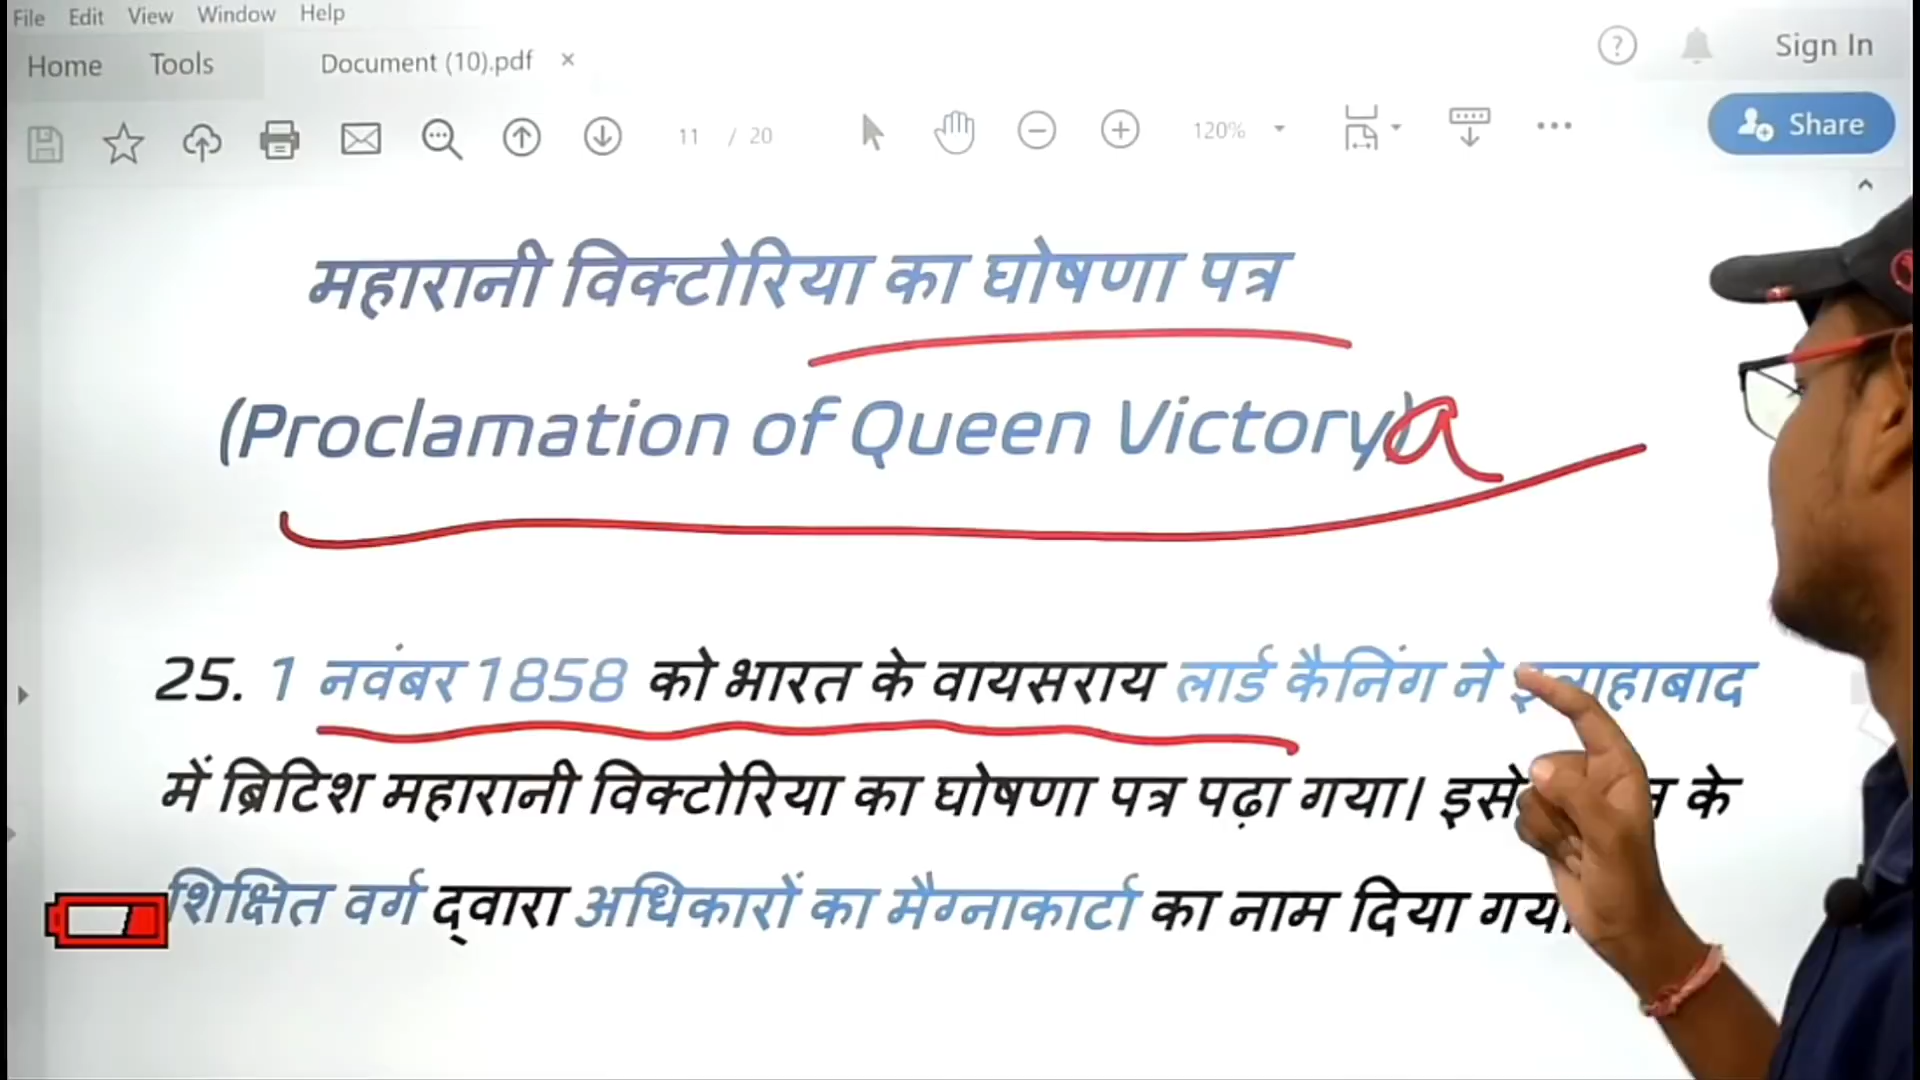 File Edit View Window Help
Home Tools Document (10).pdf ×
? Sign In
11 / 20 120% Share
महारानी विक्टोरिया का घोषणा पत्र
(Proclamation of Queen Victory) a
25. 1 नवंबर 1858 को भारत के वायसराय लार्ड कैनिंग ने
में ब्रिटिश महारानी विक्टोरिया का घोषणा पत्र पढ़ा गया। इसे के
शिक्षित वर्ग द्वारा अधिकारों का मैग्नाकार्टा का नाम दिया